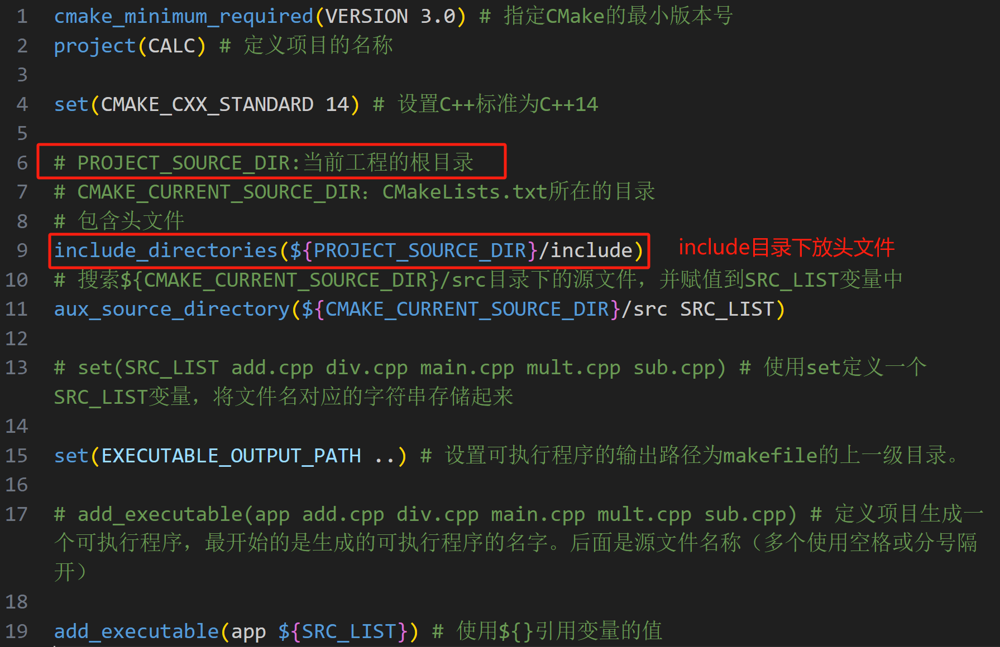 1 cmake_minimum_required(VERSION 3.0) # 指定CMake的最小版本号
2 project(CALC) # 定义项目的名称
3
4 set(CMAKE_CXX_STANDARD 14) # 设置C++标准为C++14
5
6 # PROJECT_SOURCE_DIR:当前工程的根目录
7 # CMAKE_CURRENT_SOURCE_DIR：CMakeLists.txt所在的目录
8 # 包含头文件
9 include_directories(${PROJECT_SOURCE_DIR}/include) include目录下放头文件
10 # 搜索${CMAKE_CURRENT_SOURCE_DIR}/src目录下的源文件，并赋值到SRC_LIST变量中
11 aux_source_directory(${CMAKE_CURRENT_SOURCE_DIR}/src SRC_LIST)
12
13 # set(SRC_LIST add.cpp div.cpp main.cpp mult.cpp sub.cpp) # 使用set定义一个
SRC_LIST变量，将文件名对应的字符串存储起来
14
15 set(EXECUTABLE_OUTPUT_PATH ..) # 设置可执行程序的输出路径为makefile的上一级目录。
16
17 # add_executable(app add.cpp div.cpp main.cpp mult.cpp sub.cpp) # 定义项目生成一
个可执行程序，最开始的是生成的可执行程序的名字。后面是源文件名称（多个使用空格或分号隔
开）
18
19 add_executable(app ${SRC_LIST}) # 使用${}引用变量的值